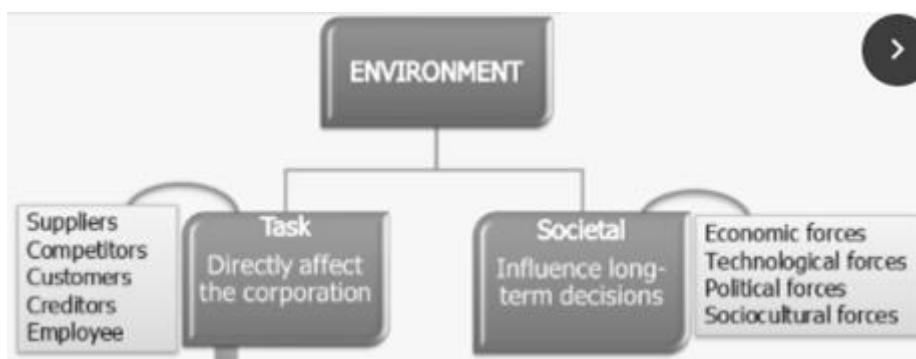 ENVIRONMENT
Suppliers
Competitors
Customers
Creditors
Employee
Task
Directly affect
the corporation
Societal
Influence long-
term decisions
Economic forces
Technological forces
Political forces
Sociocultural forces